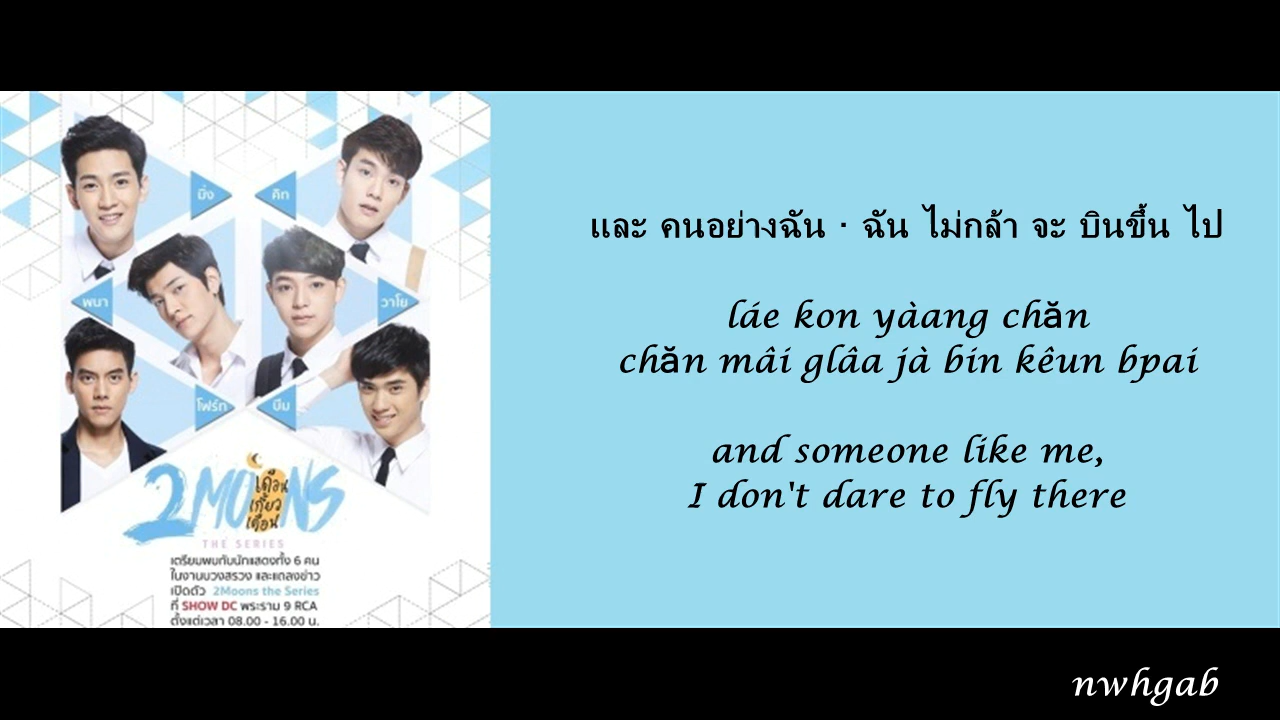 มิ่ง
คิท
พนา
วาโย
โฟร์ท
บีม
2MOONS
เดือน
เกี้ยว
เดือน
THE SERIES
เตรียมพบกับนักแสดงทั้ง 6 คน
ในงานบวงสรวง และแถลงข่าว
เปิดตัว 2Moons the Series
ที่ SHOW DC พระราม 9 RCA
ตั้งแต่เวลา 08.00 - 16.00 น.
และ คนอย่างฉัน · ฉัน ไม่กล้า จะ บินขึ้น ไป
láe kon yàang chăn
chăn mâi glâa jà bin kêun bpai
and someone like me,
I don't dare to fly there
nwhgab